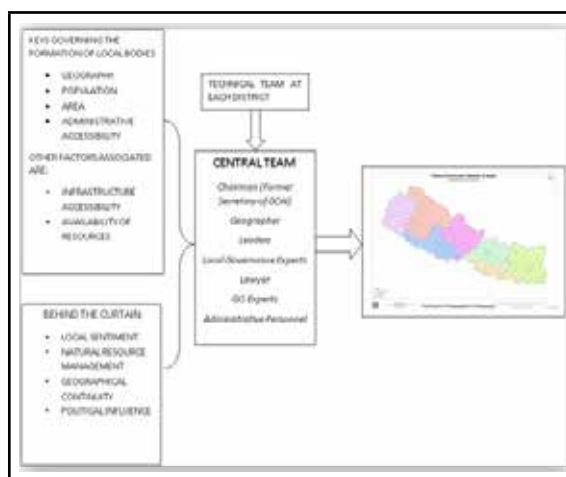 KEYS GOVERNING THE
FORMATION OF LOCAL BODIES
• GEOGRAPHY
• POPULATION
• AREA
• ADMINISTRATIVE
ACCESSIBILITY
OTHER FACTORS ASSOCIATED
ARE:
• INFRASTRUCTURE
ACCESSIBILITY
• AVAILABILITY OF
RESOURCES
TECHNICAL TEAM AT
EACH DISTRICT
CENTRAL TEAM
Chairman (Former
Secretary of
Geographer
Leaders
Local Governance Experts
GIS Experts
Administrative Personnel
BEHIND THE CURTAIN:
• LOCAL SENTIMENT
• NATURAL RESOURCE
MANAGEMENT
• GEOGRAPHICAL
CONTINUITY
• POLITICAL INFLUENCE